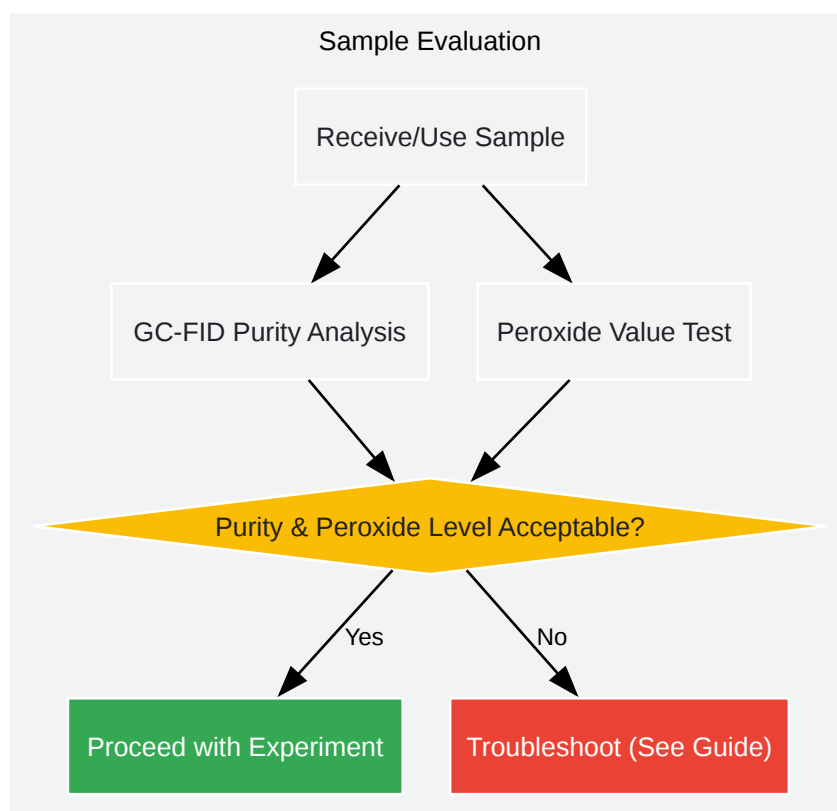 Sample Evaluation
Receive/Use Sample
GC-FID Purity Analysis
Peroxide Value Test
Purity & Peroxide Level Acceptable?
Yes
No
Proceed with Experiment
Troubleshoot (See Guide)